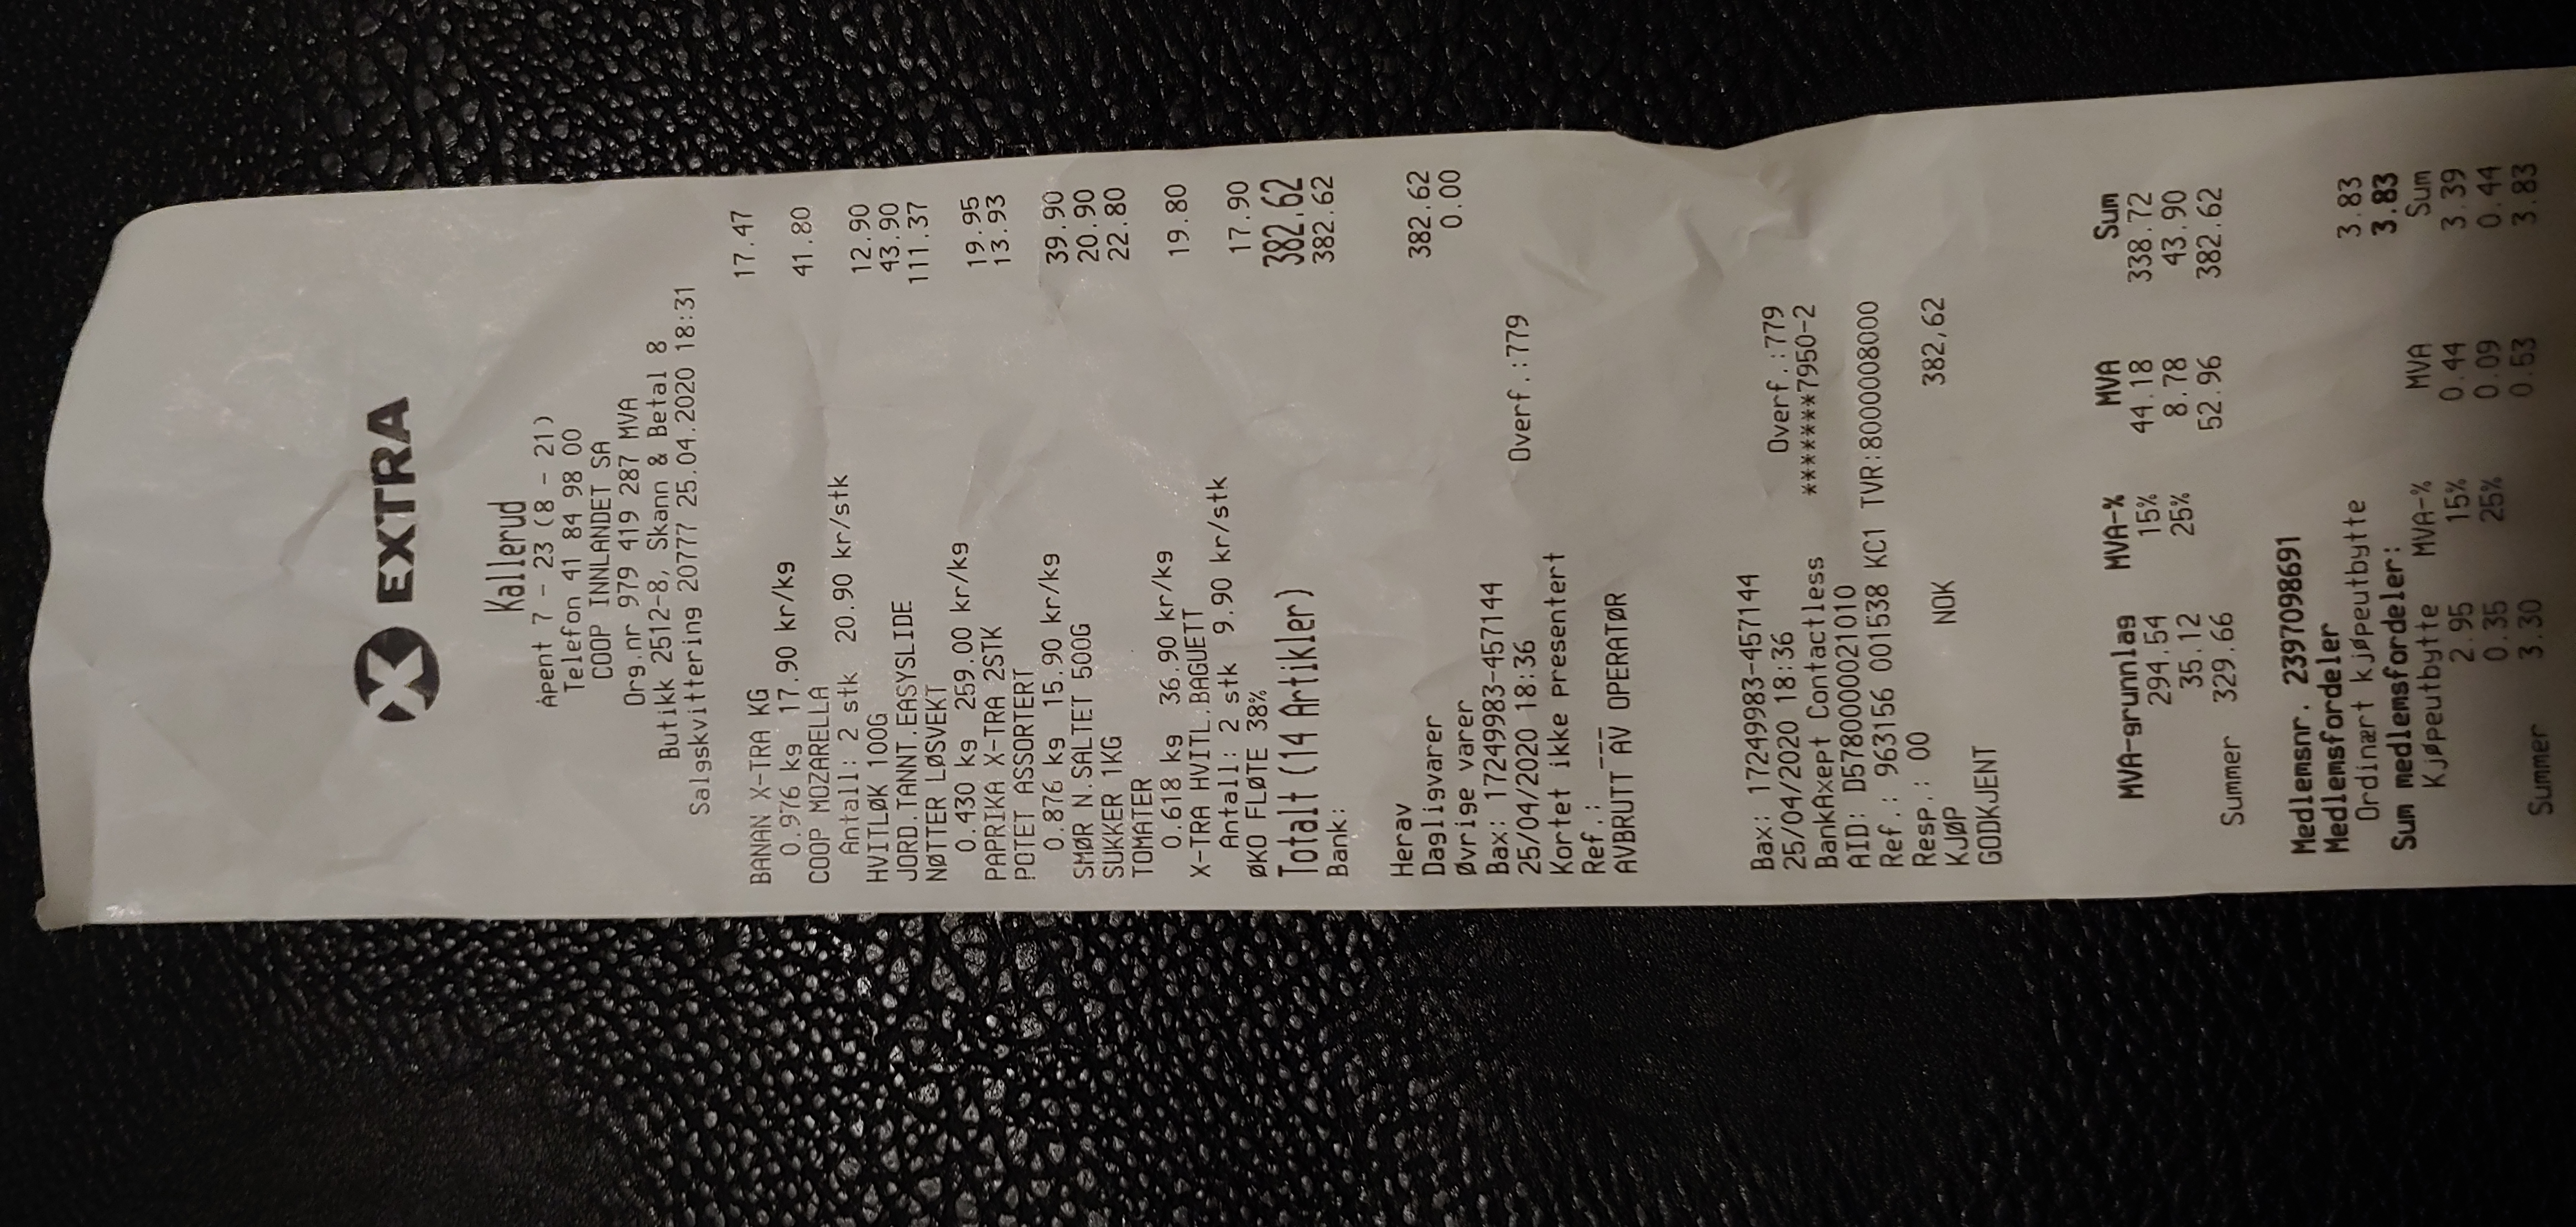 X EXTRA
Kallerud
Åpent 7 - 23 (8 - 21)
Telefon 41 84 98 00
COOP INNLANDET SA
Org.nr 979 419 287 MVA
Butikk 2512-8, Skann & Betal 8
Salgskvittering 20777 25.04.2020 18:31
BANAN X-TRA KG 17.47
0.976 kg 17.90 kr/kg
COOP MOZARELLA 41.80
Antall: 2 stk 20.90 kr/stk
HVITLØK 100G 12.90
JORD.TANNT.EASYSLIDE 43.90
NØTTER LØSVEKT 111.37
0.430 kg 259.00 kr/kg
PAPRIKA X-TRA 2STK 19.95
POTET ASSORTERT 13.93
0.876 kg 15.90 kr/kg
SMØR N.SALTET 500G 39.90
SUKKER 1KG 20.90
TOMATER 22.80
0.618 kg 36.90 kr/kg
X-TRA HVITL.BAGUETT 19.80
Antall: 2 stk 9.90 kr/stk
ØKO FLØTE 38% 17.90
Totalt (14 Artikler) 382.62
Bank: 382.62
Herav
Dagligvarer 382.62
Øvrige varer 0.00
Bax: 17249983-457144
25/04/2020 18:36 Overf.:779
Kortet ikke presentert
Ref.: ___
AVBRUTT AV OPERATØR
Bax: 17249983-457144
25/04/2020 18:36 Overf.:779
BankAxept Contactless *******7950-2
AID: D5780000021010
Ref.: 963156 001538 KC1 TVR:8000008000
Resp.: 00
KJØP NOK 382,62
GODKJENT
MVA-grunnlag MVA-% MVA Sum
294.54 15% 44.18 338.72
35.12 25% 8.78 43.90
Summer 329.66 52.96 382.62
Medlemsnr. 2397098691
Medlemsfordeler
Ordinært kjøpeutbytte 3.83
Sum medlemsfordeler: 3.83
Kjøpeutbytte MVA-% MVA Sum
2.95 15% 0.44 3.39
0.35 25% 0.09 0.44
Summer 3.30 0.53 3.83